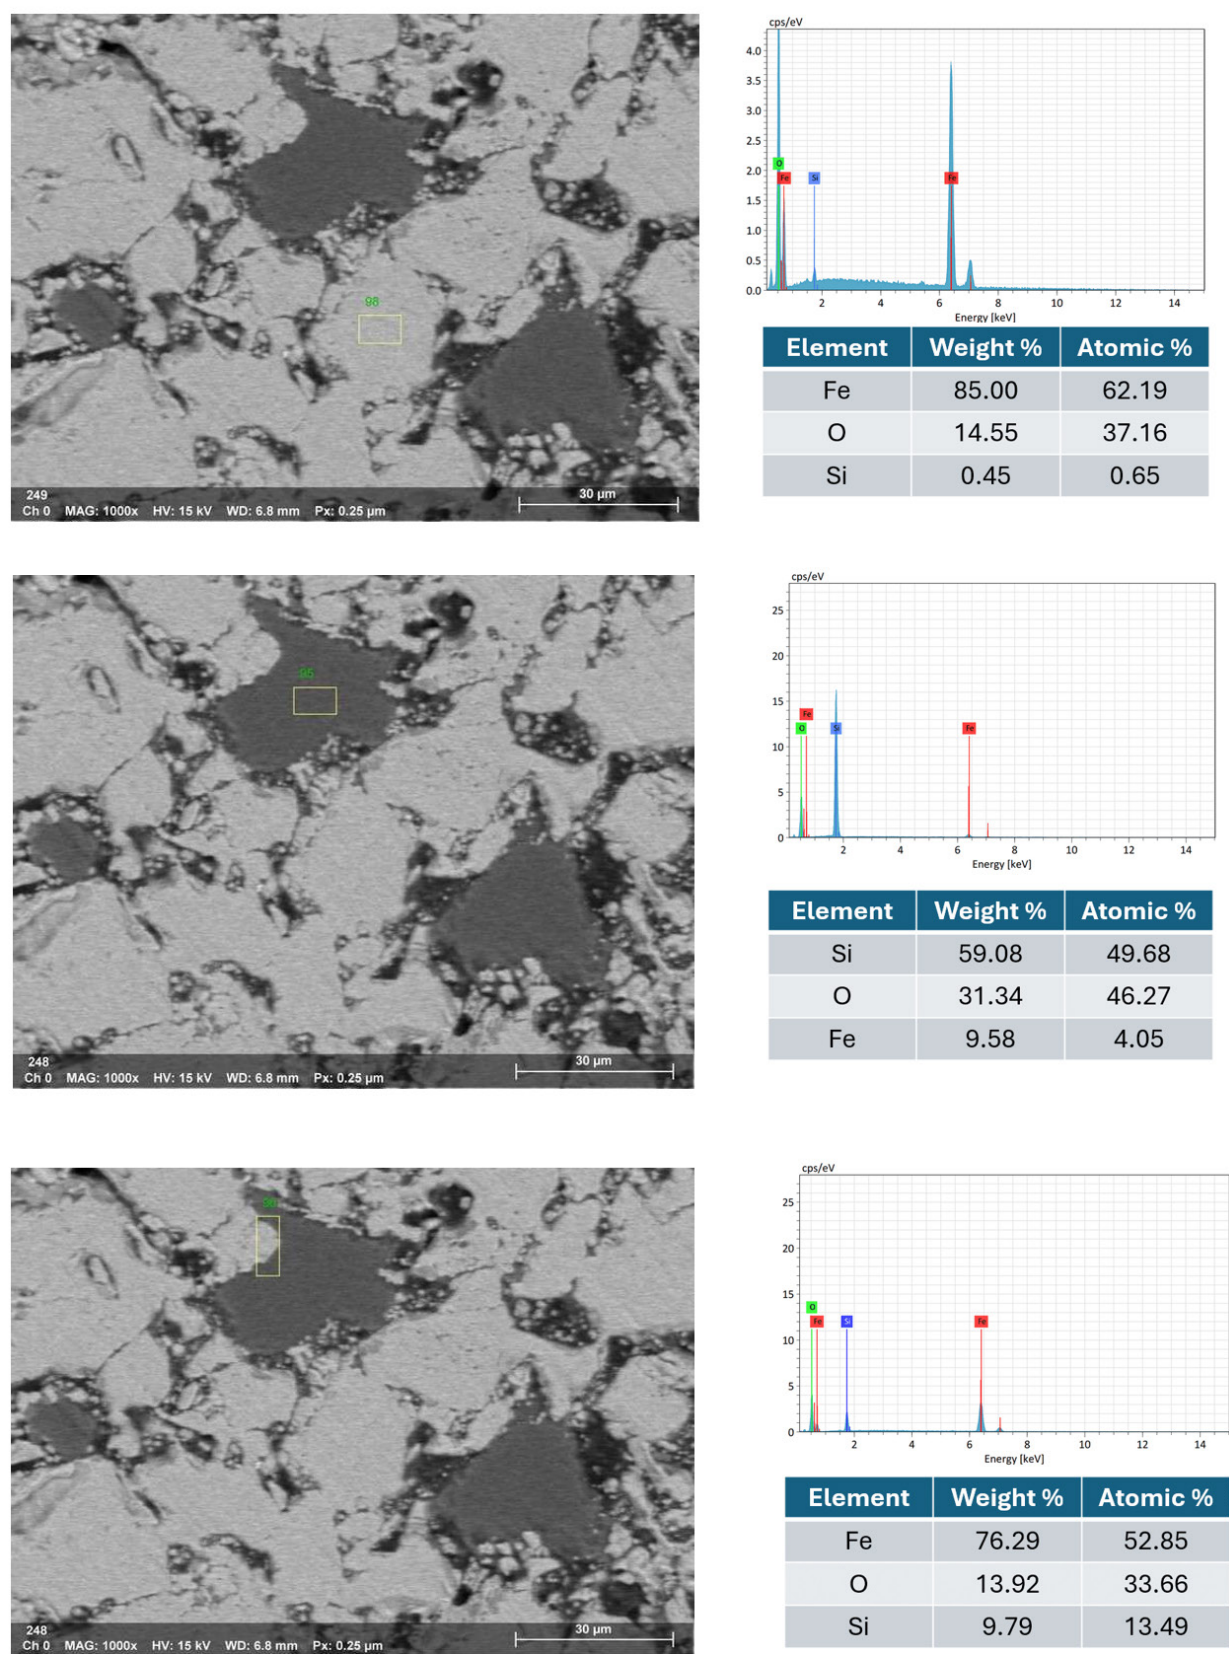 98
249
Ch 0 MAG: 1000x HV: 15 kV WD: 6.8 mm Px: 0.25 µm
30 µm
cps/eV
4.0
3.5
3.0
2.5
2.0
1.5
1.0
0.5
0.0
O
Fe
Si
Fe
2 4 6 8 10 12 14
Energy [keV]
Element Weight % Atomic %
Fe 85.00 62.19
O 14.55 37.16
Si 0.45 0.65
95
248
Ch 0 MAG: 1000x HV: 15 kV WD: 6.8 mm Px: 0.25 µm
30 µm
cps/eV
25
20
15
10
5
0
Fe
O
Si
Fe
2 4 6 8 10 12 14
Energy [keV]
Element Weight % Atomic %
Si 59.08 49.68
O 31.34 46.27
Fe 9.58 4.05
248
Ch 0 MAG: 1000x HV: 15 kV WD: 6.8 mm Px: 0.25 µm
30 µm
cps/eV
25
20
15
10
5
0
O
Fe
Si
Fe
2 4 6 8 10 12 14
Energy [keV]
Element Weight % Atomic %
Fe 76.29 52.85
O 13.92 33.66
Si 9.79 13.49